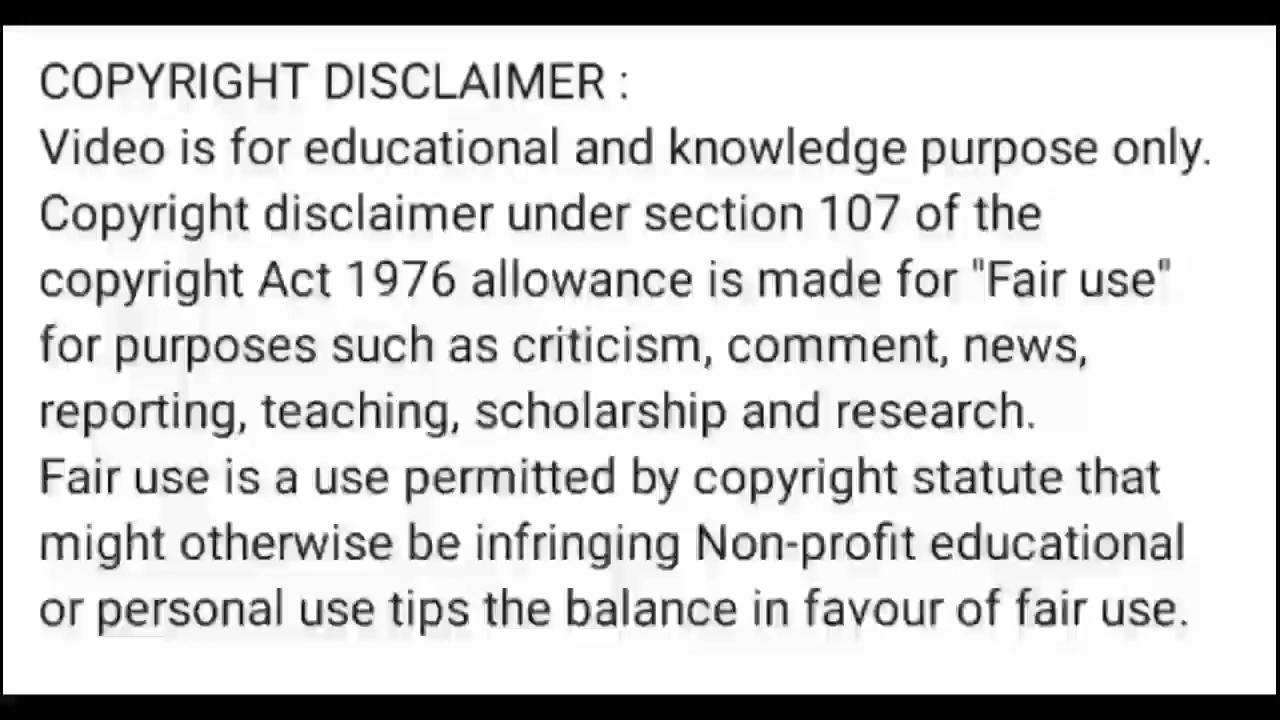 COPYRIGHT DISCLAIMER :
Video is for educational and knowledge purpose only.
Copyright disclaimer under section 107 of the
copyright Act 1976 allowance is made for "Fair use"
for purposes such as criticism, comment, news,
reporting, teaching, scholarship and research.
Fair use is a use permitted by copyright statute that
might otherwise be infringing Non-profit educational
or personal use tips the balance in favour of fair use.